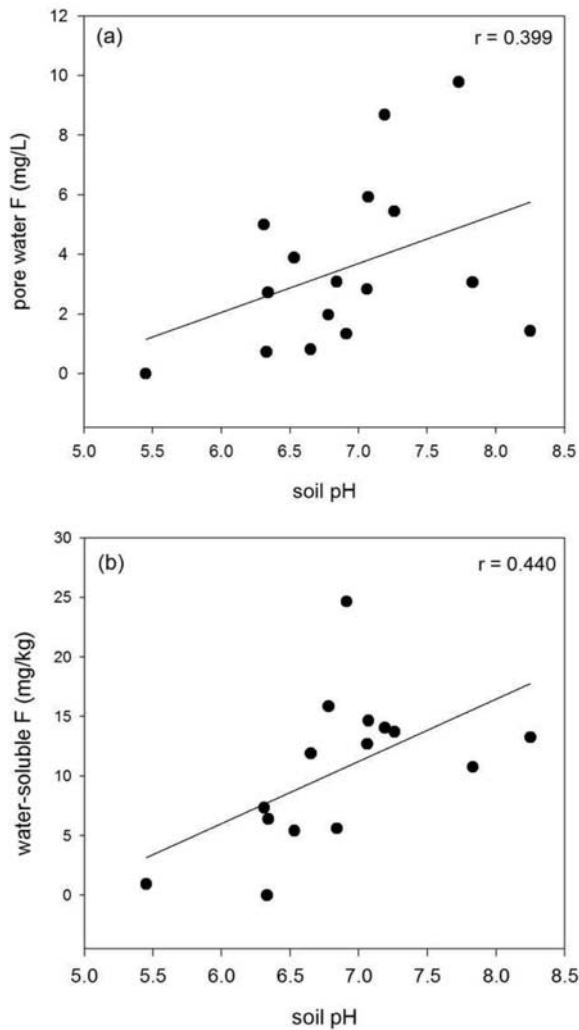 (a)
r = 0.399
12
10
8
6
4
2
0
pore water F (mg/L)
5.0 5.5 6.0 6.5 7.0 7.5 8.0 8.5
soil pH
(b)
r = 0.440
30
25
20
15
10
5
0
water-soluble F (mg/kg)
5.0 5.5 6.0 6.5 7.0 7.5 8.0 8.5
soil pH